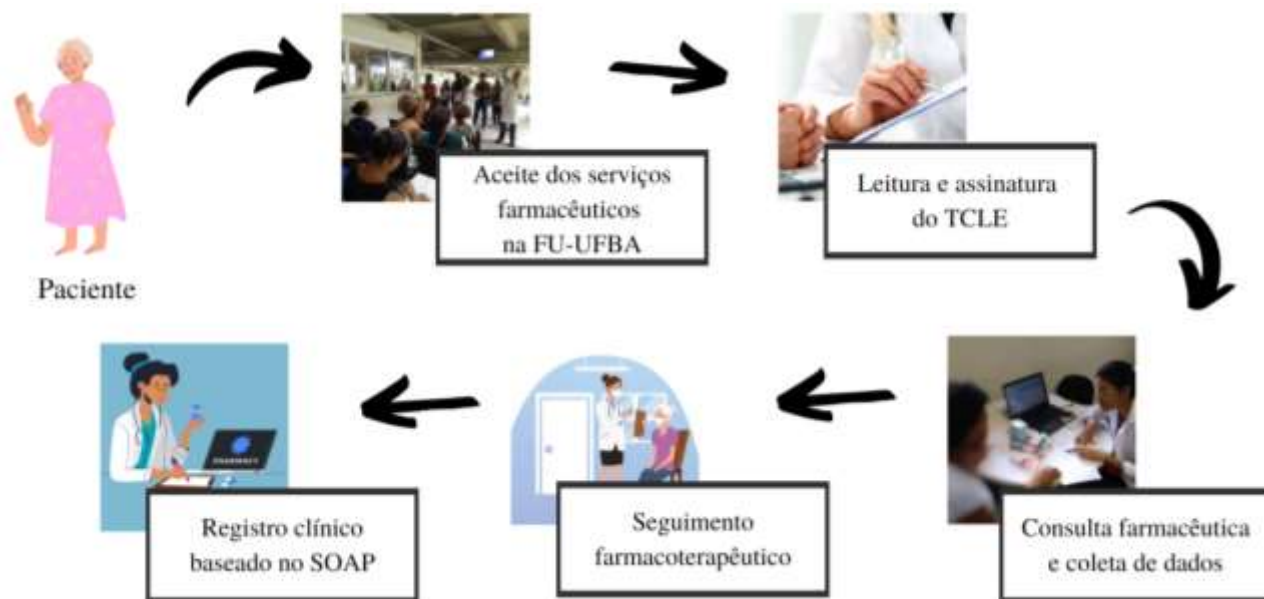 Paciente
Aceite dos serviços
farmacêuticos
na FU-UFBA
Leitura e assinatura
do TCLE
Consulta farmacêutica
e coleta de dados
Seguimento
farmacoterapêutico
Registro clínico
baseado no SOAP
PHARMACY